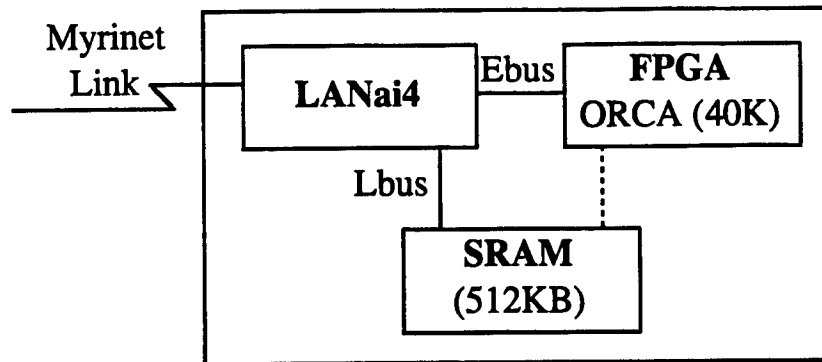 Myrinet
Link
LANai4
Ebus
FPGA
ORCA (40K)
Lbus
SRAM
(512KB)